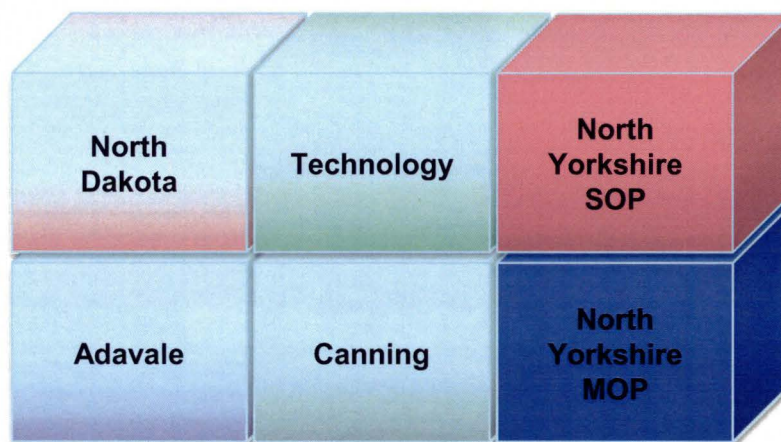 North
Dakota
Technology
North
Yorkshire
SOP
Adavale
Canning
North
Yorkshire
MOP